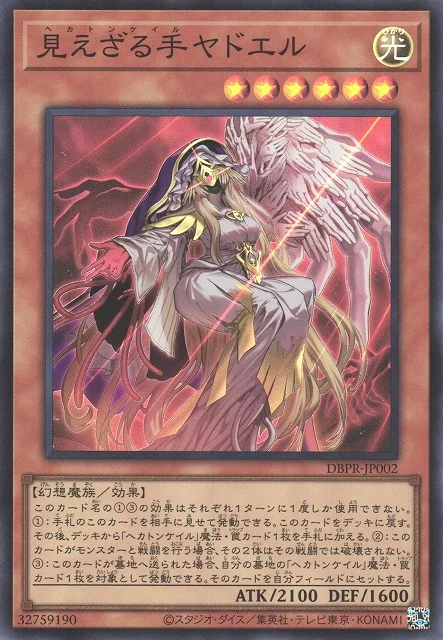 ヘカトンケイル
見えざる手ヤドエル
ひかり
光
DBPR-JP002
【幻想魔族／効果】
このカード名の①③の効果はそれぞれ１ターンに１度しか使用できない。
①：手札のこのカードを相手に見せて発動できる。このカードをデッキに戻す。
その後、デッキから「ヘカトンケイル」魔法・罠カード１枚を手札に加える。②：この
カードがモンスターと戦闘を行う場合、その２体はその戦闘では破壊されない。
③：このカードが墓地へ送られた場合、自分の墓地の「ヘカトンケイル」魔法・罠
カード１枚を対象として発動できる。そのカードを自分フィールドにセットする。
ATK/2100 DEF/1600
32759190
©スタジオ・ダイス／集英社・テレビ東京・KONAMI